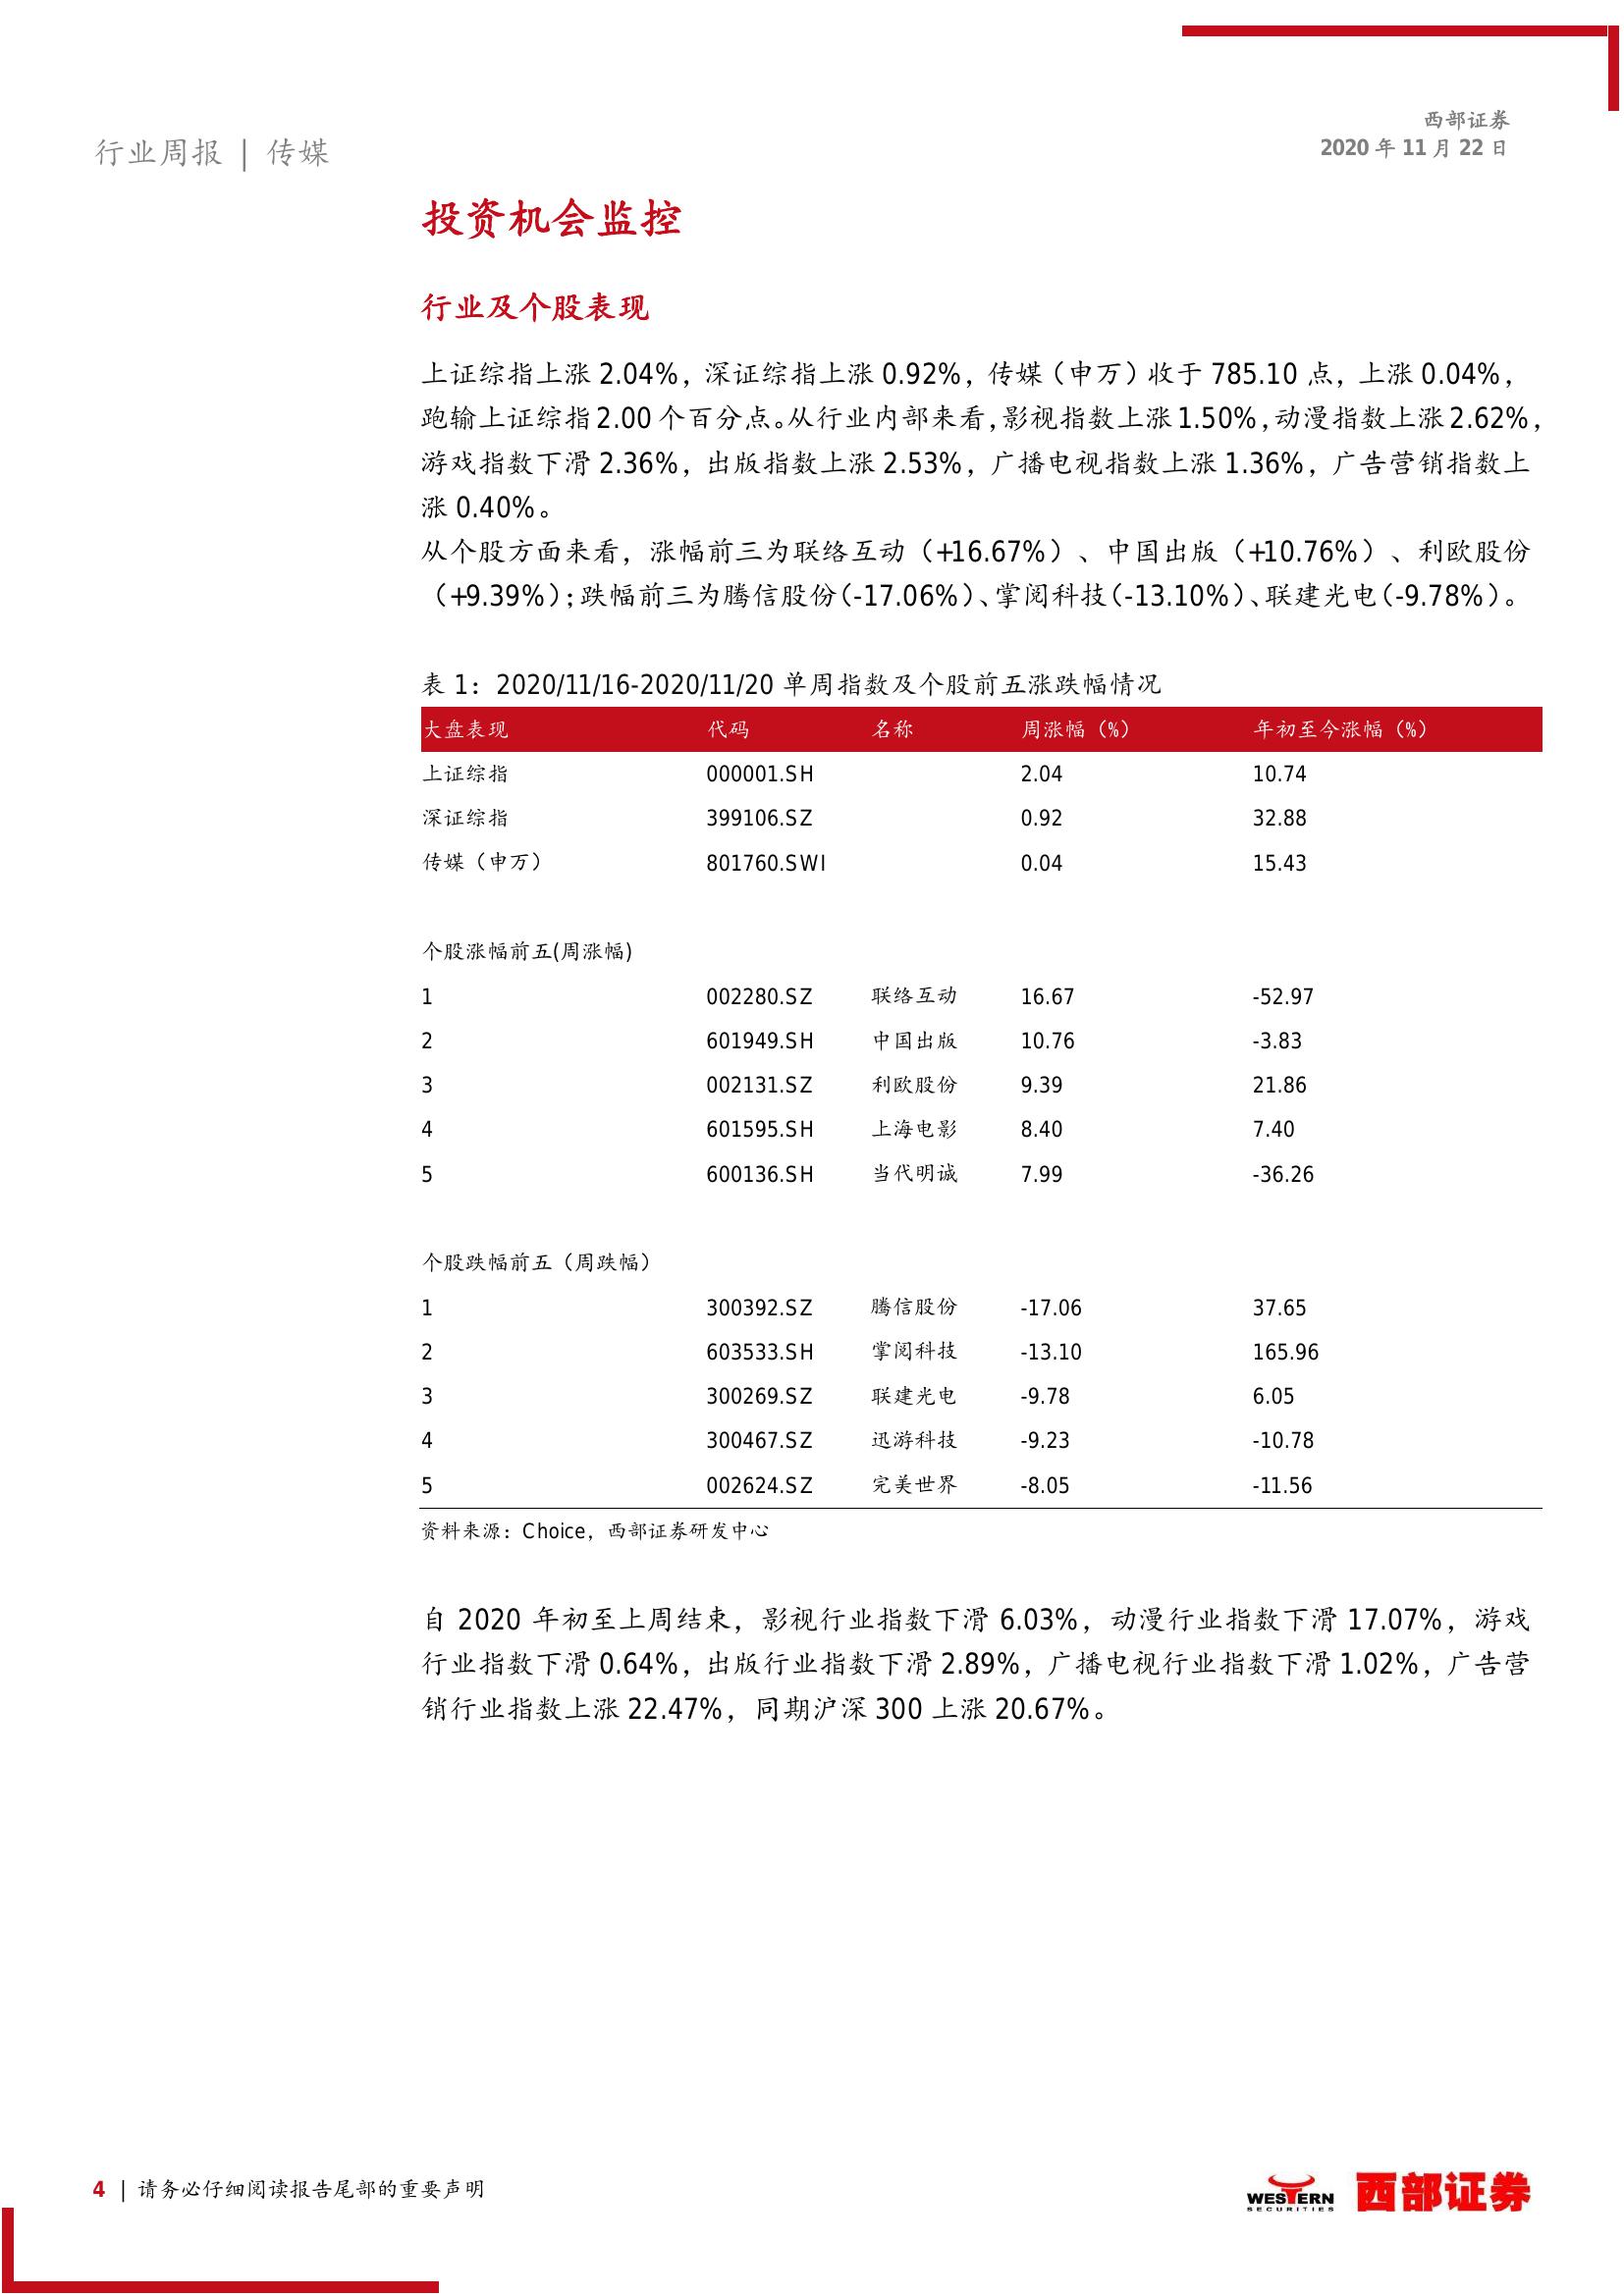 西部证券
2020 年 11 月 22 日
行业周报 | 传媒
投资机会监控
行业及个股表现
上证综指上涨 2.04%，深证综指上涨 0.92%，传媒（申万）收于 785.10 点，上涨 0.04%，
跑输上证综指 2.00 个百分点。从行业内部来看，影视指数上涨 1.50%，动漫指数上涨 2.62%，
游戏指数下滑 2.36%，出版指数上涨 2.53%，广播电视指数上涨 1.36%，广告营销指数上
涨 0.40%。
从个股方面来看，涨幅前三为联络互动（+16.67%）、中国出版（+10.76%）、利欧股份
（+9.39%）；跌幅前三为腾信股份（-17.06%）、掌阅科技（-13.10%）、联建光电（-9.78%）。
表 1：2020/11/16-2020/11/20 单周指数及个股前五涨跌幅情况
大盘表现 代码 名称 周涨幅（%） 年初至今涨幅（%）
上证综指 000001.SH 2.04 10.74
深证综指 399106.SZ 0.92 32.88
传媒（申万） 801760.SWI 0.04 15.43
个股涨幅前五(周涨幅)
1 002280.SZ 联络互动 16.67 -52.97
2 601949.SH 中国出版 10.76 -3.83
3 002131.SZ 利欧股份 9.39 21.86
4 601595.SH 上海电影 8.40 7.40
5 600136.SH 当代明诚 7.99 -36.26
个股跌幅前五（周跌幅）
1 300392.SZ 腾信股份 -17.06 37.65
2 603533.SH 掌阅科技 -13.10 165.96
3 300269.SZ 联建光电 -9.78 6.05
4 300467.SZ 迅游科技 -9.23 -10.78
5 002624.SZ 完美世界 -8.05 -11.56
资料来源：Choice，西部证券研发中心
自 2020 年初至上周结束，影视行业指数下滑 6.03%，动漫行业指数下滑 17.07%，游戏
行业指数下滑 0.64%，出版行业指数下滑 2.89%，广播电视行业指数下滑 1.02%，广告营
销行业指数上涨 22.47%，同期沪深 300 上涨 20.67%。
4 | 请务必仔细阅读报告尾部的重要声明
WESTERN
SECURITIES
西部证券